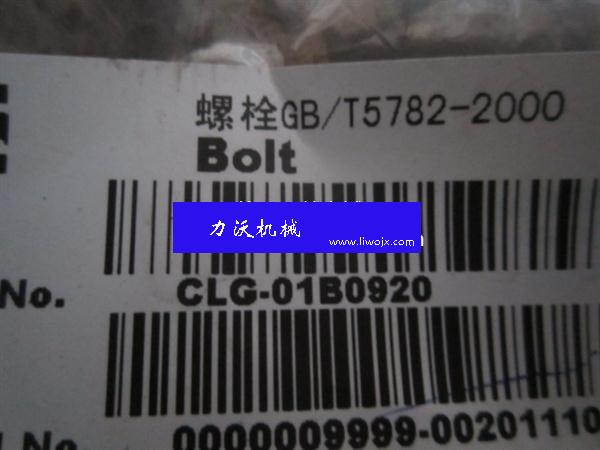 螺栓GB/T5782-2000
Bolt
力沃机械
www.liwojx.com
No.
CLG-01B0920
No.
0000009999-00201110